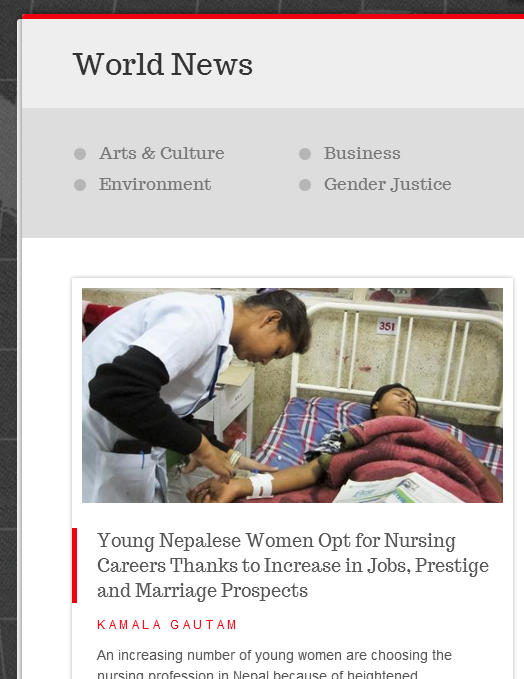 World News
Arts & Culture
Business
Environment
Gender Justice
351
Young Nepalese Women Opt for Nursing
Careers Thanks to Increase in Jobs, Prestige
and Marriage Prospects
KAMALA GAUTAM
An increasing number of young women are choosing the
nursing profession in Nepal because of heightened